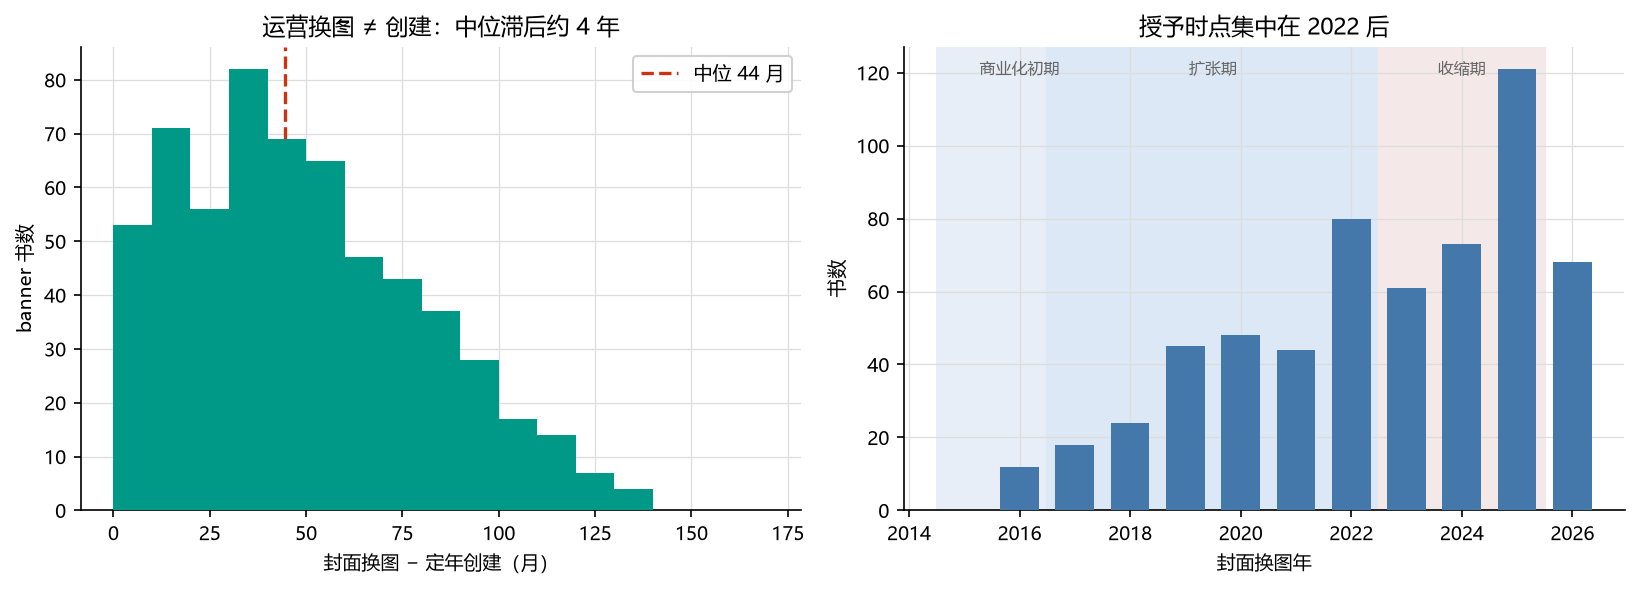 运营换图 ≠ 创建：中位滞后约 4 年
中位 44 月
banner 书数
80
70
60
50
40
30
20
10
0
0 25 50 75 100 125 150 175
封面换图 − 定年创建（月）
授予时点集中在 2022 后
商业化初期 扩张期 收缩期
书数
120
100
80
60
40
20
0
2014 2016 2018 2020 2022 2024 2026
封面换图年